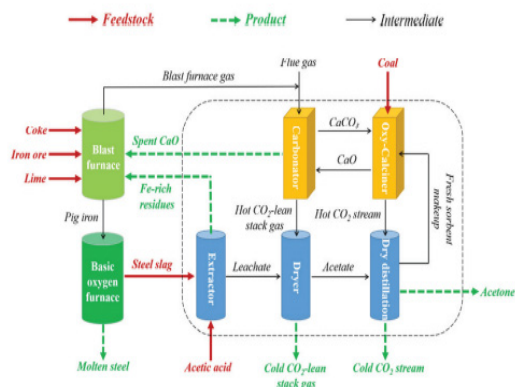 Feedstock
Product
Intermediate
Blast furnace gas
Flue gas
Coal
Coke
Iron ore
Lime
Blast
furnace
Spent CaO
Fe-rich
residues
Carbonator
CaCO₃
CaO
Oxy-Calciner
Pig iron
Hot CO₂-lean
stack gas
Hot CO₂ stream
Fresh sorbent
makeup
Basic
oxygen
furnace
Steel slag
Extractor
Leachate
Dryer
Acetate
Dry distillation
Acetone
Molten steel
Acetic acid
Cold CO₂-lean
stack gas
Cold CO₂ stream